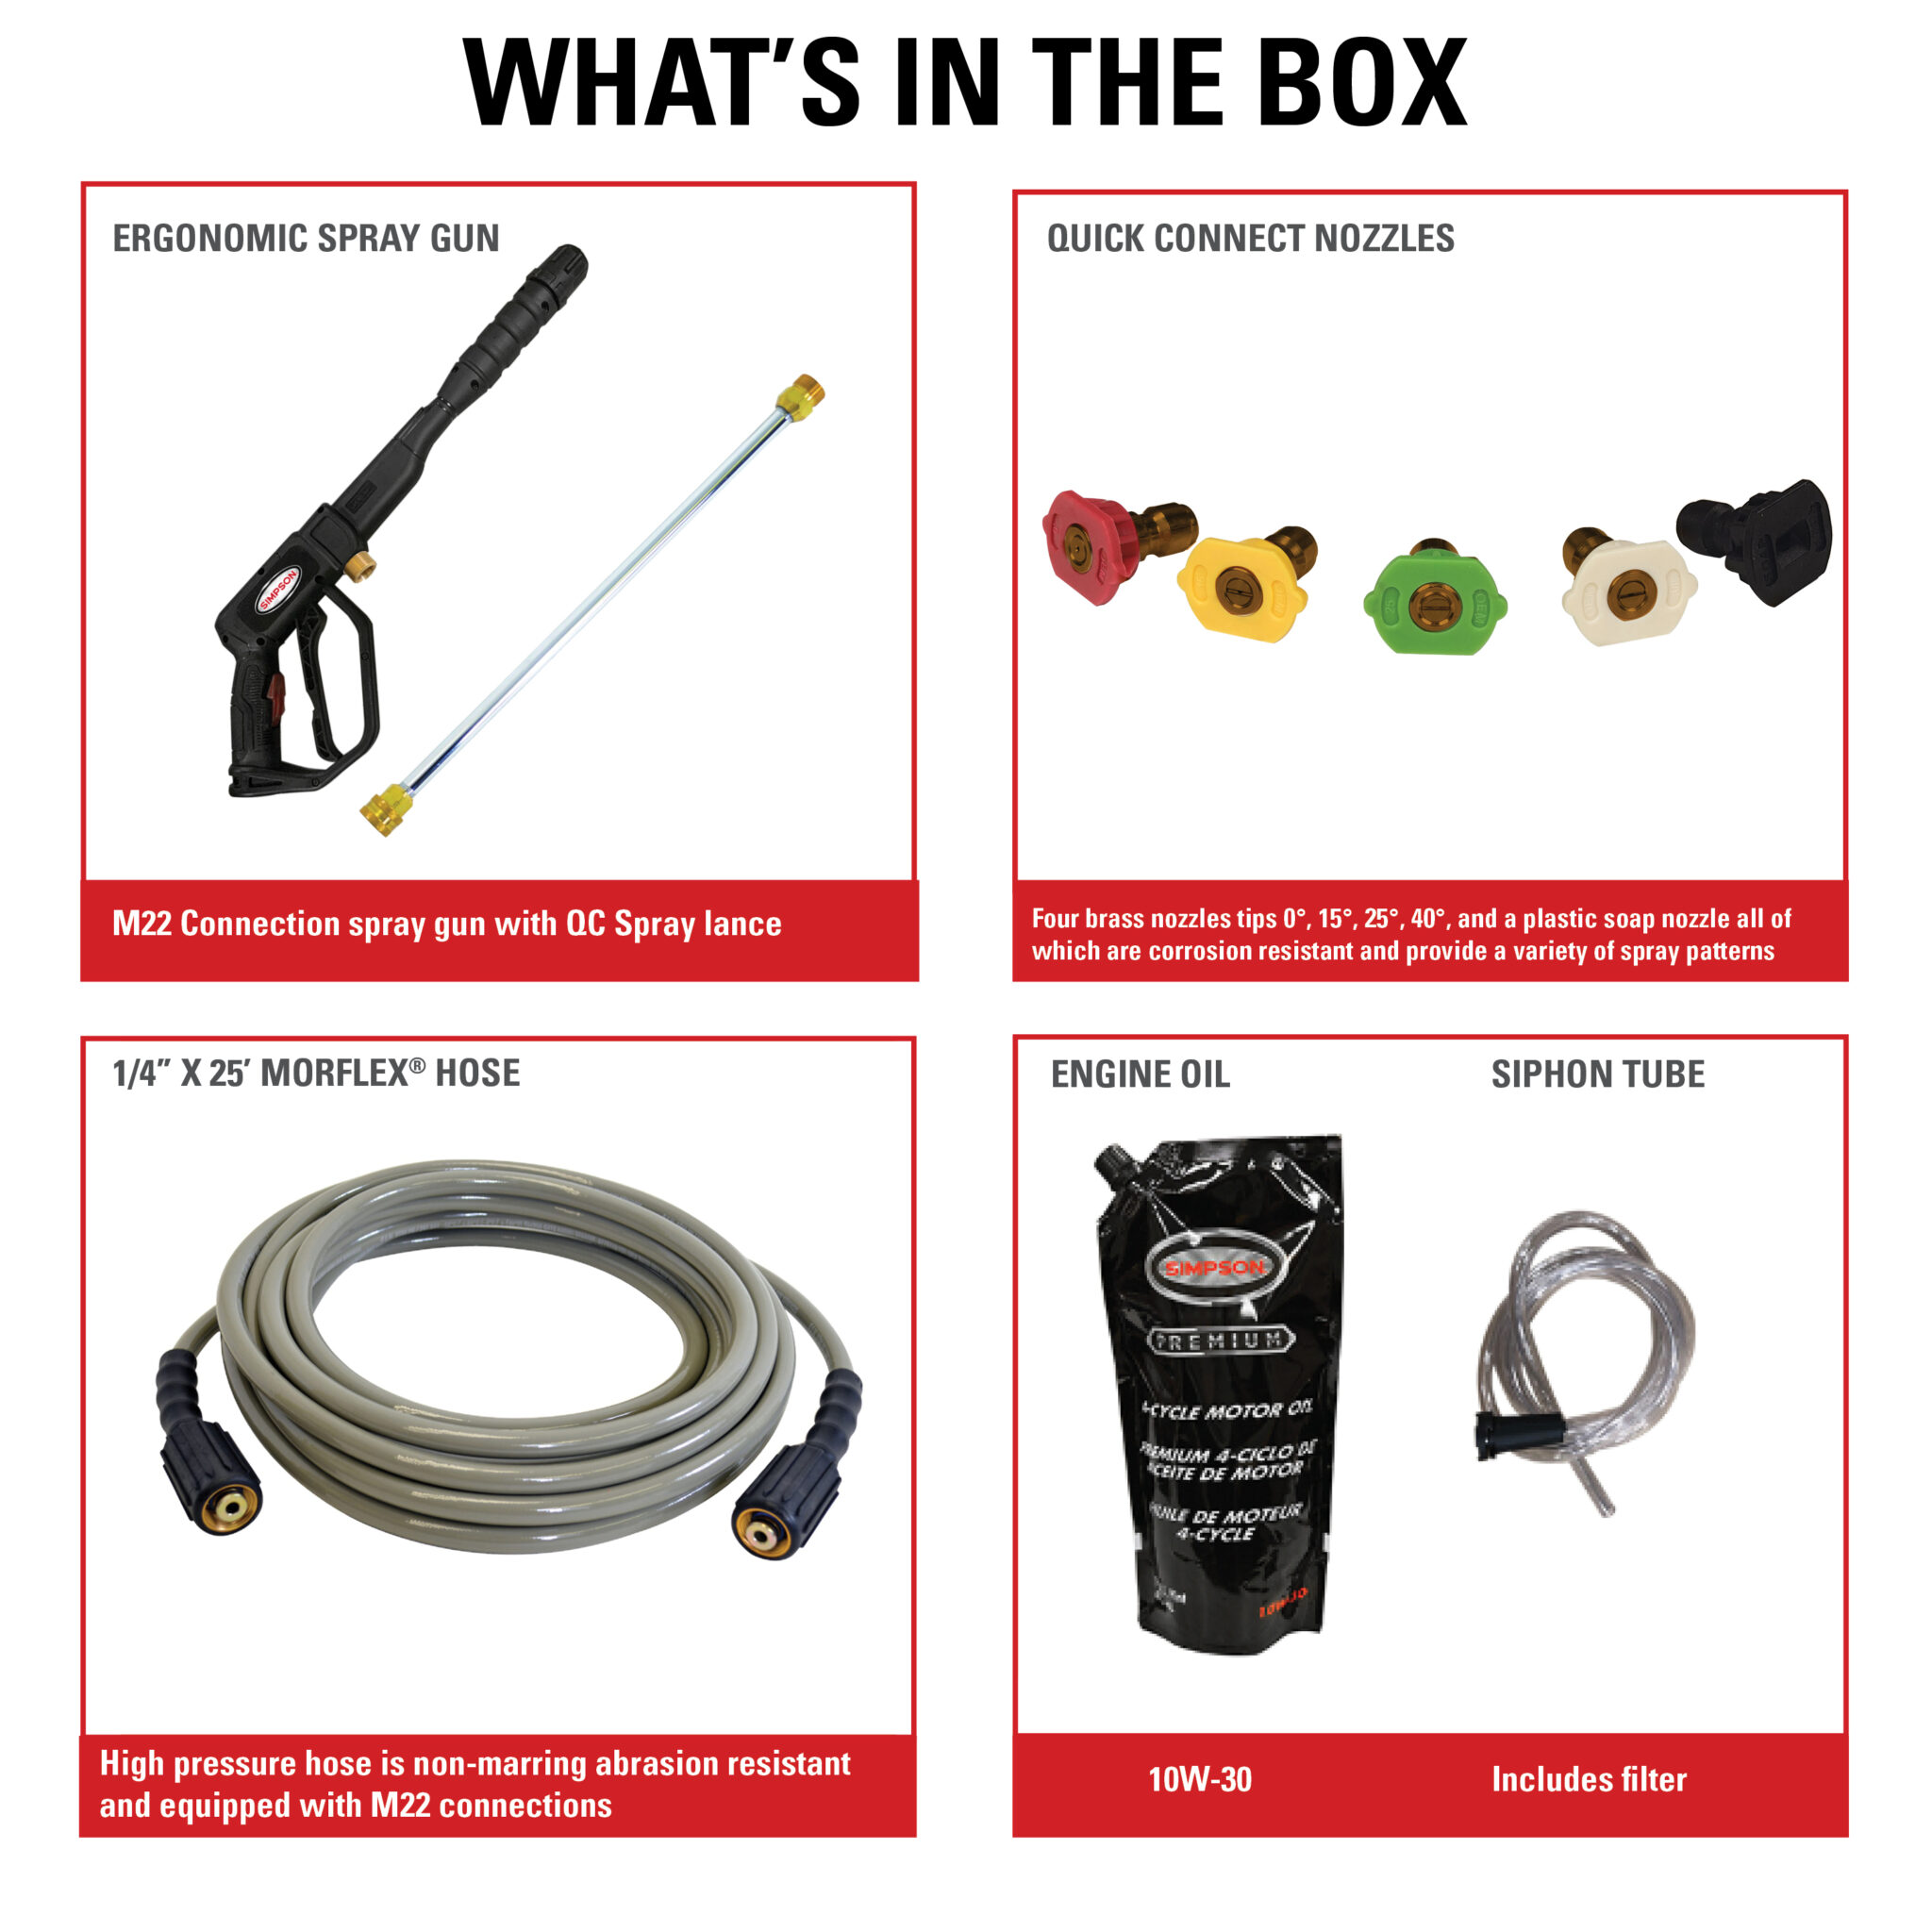 WHAT'S IN THE BOX
ERGONOMIC SPRAY GUN
SIMPSON
M22 Connection spray gun with QC Spray lance
QUICK CONNECT NOZZLES
25°
OEM
Four brass nozzles tips 0°, 15°, 25°, 40°, and a plastic soap nozzle all of
which are corrosion resistant and provide a variety of spray patterns
1/4" X 25' MORFLEX® HOSE
High pressure hose is non-marring abrasion resistant
and equipped with M22 connections
ENGINE OIL
SIMPSON
PREMIUM
4-CYCLE MOTOR OIL
PREMIUM 4-CICLO DE
ACEITE DE MOTOR
HUILE DE MOTEUR
4-CYCLE
10W-30
10W-30
SIPHON TUBE
Includes filter